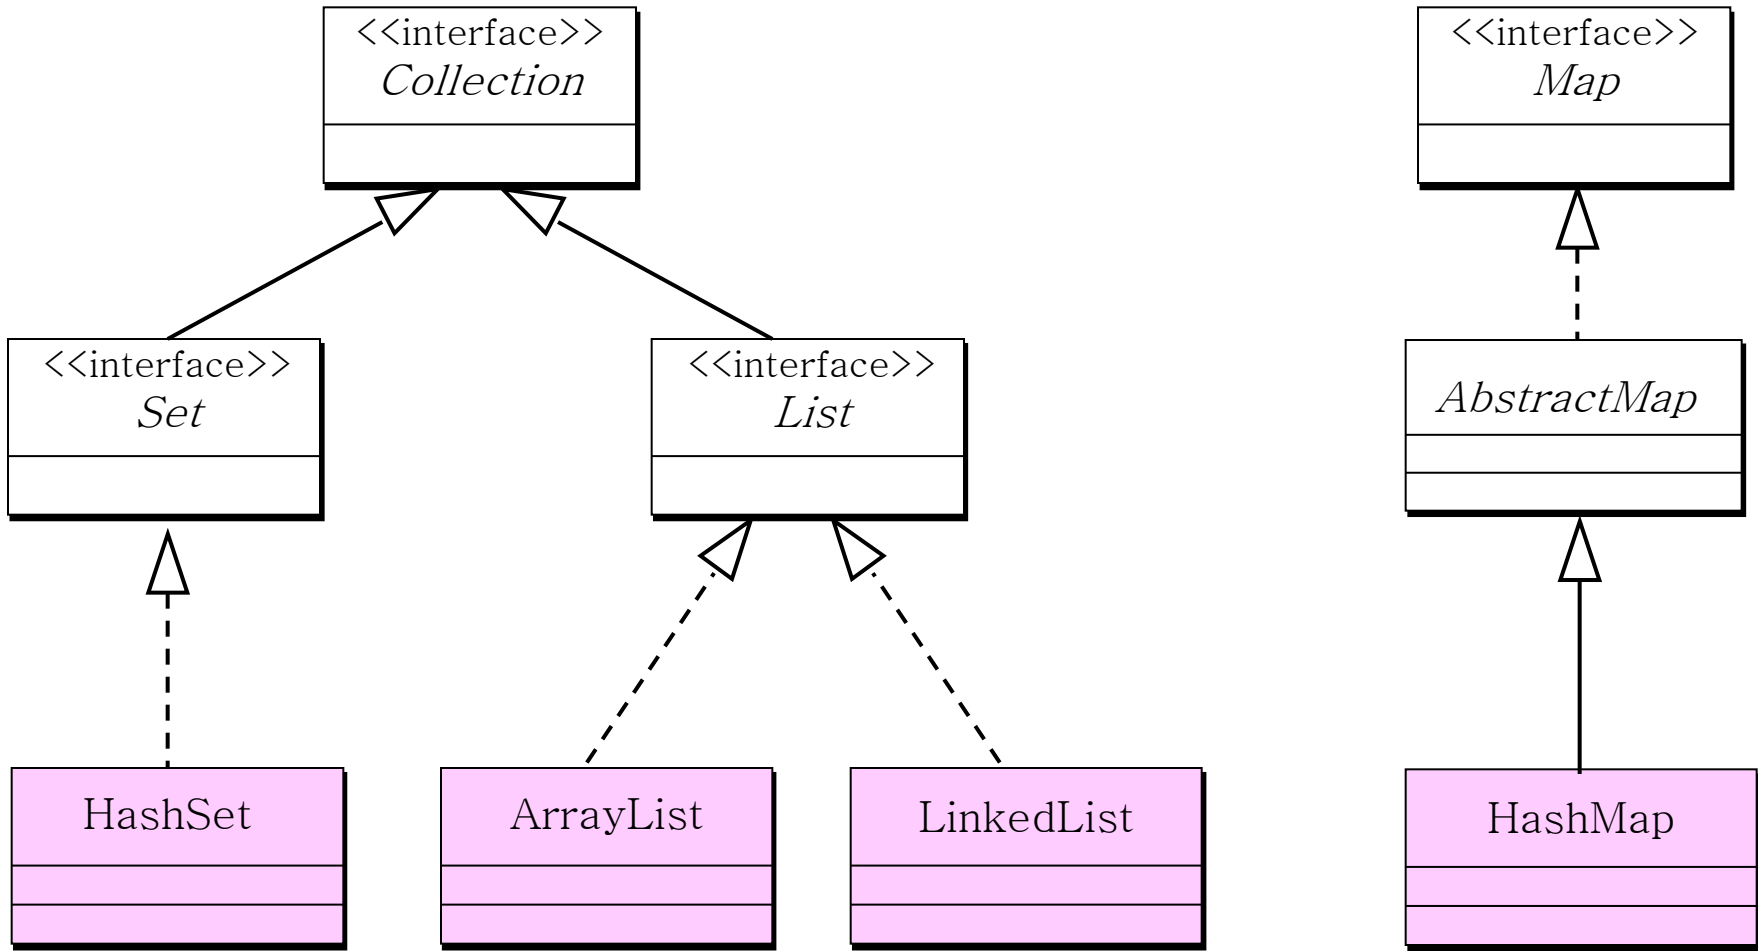 <<interface>>
Collection
<<interface>>
Map
<<interface>>
Set
<<interface>>
List
AbstractMap
HashSet
ArrayList
LinkedList
HashMap